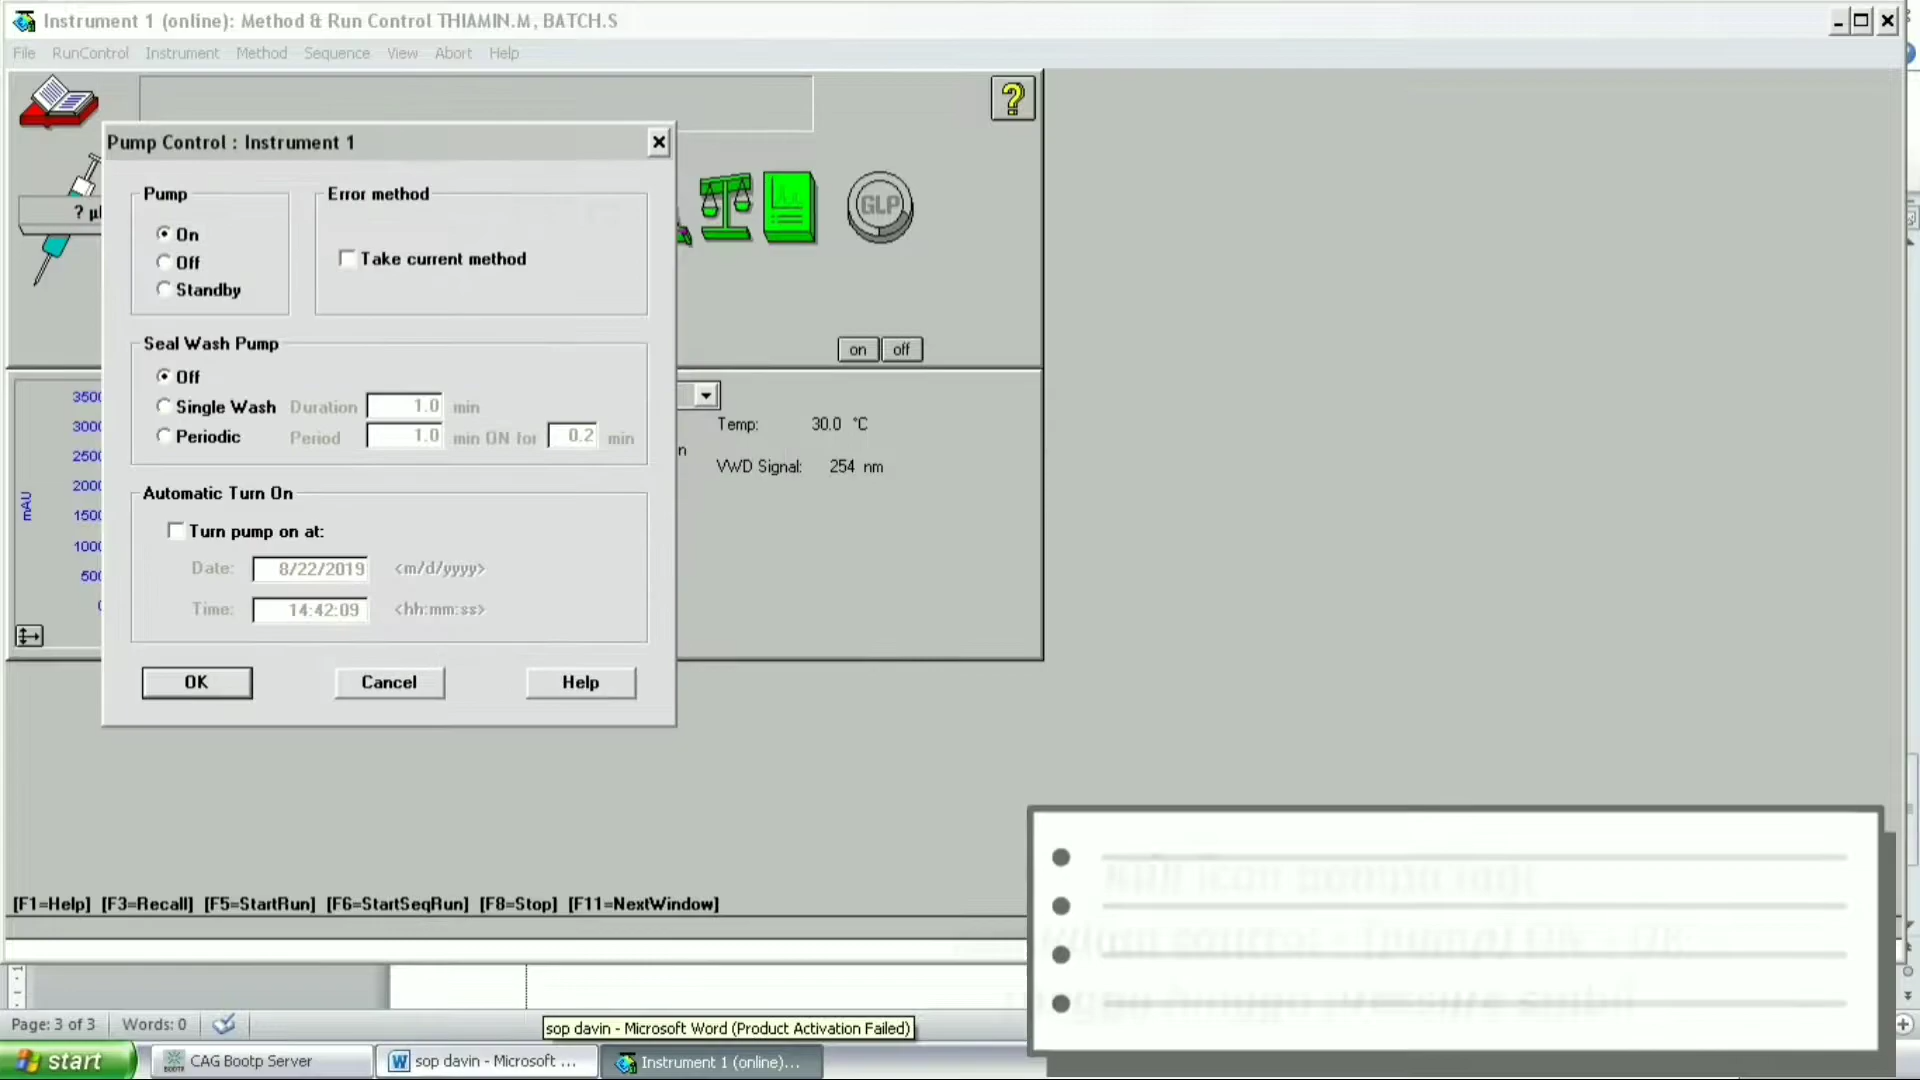 Instrument 1 (online): Method & Run Control THIAMIN.M, BATCH.S
File RunControl Instrument Method Sequence View Abort Help
Pump Control : Instrument 1
Pump
On
Off
Standby
Error method
Take current method
? µl
GLP
on off
Seal Wash Pump
Off
Single Wash Duration 1.0 min
Periodic Period 1.0 min ON for 0.2 min
Automatic Turn On
Turn pump on at:
Date: 8/22/2019 <m/d/yyyy>
Time: 14:42:09 <hh:mm:ss>
OK Cancel Help
mAU
3500
3000
2500
2000
1500
1000
500
0
n
Temp: 30.0 °C
VWD Signal: 254 nm
[F1=Help] [F3=Recall] [F5=StartRun] [F6=StartSeqRun] [F8=Stop] [F11=NextWindow]
control - [pump] ON - OK
Page: 3 of 3 Words: 0
sop davin - Microsoft Word (Product Activation Failed)
start CAG Bootp Server sop davin - Microsoft ... Instrument 1 (online)...